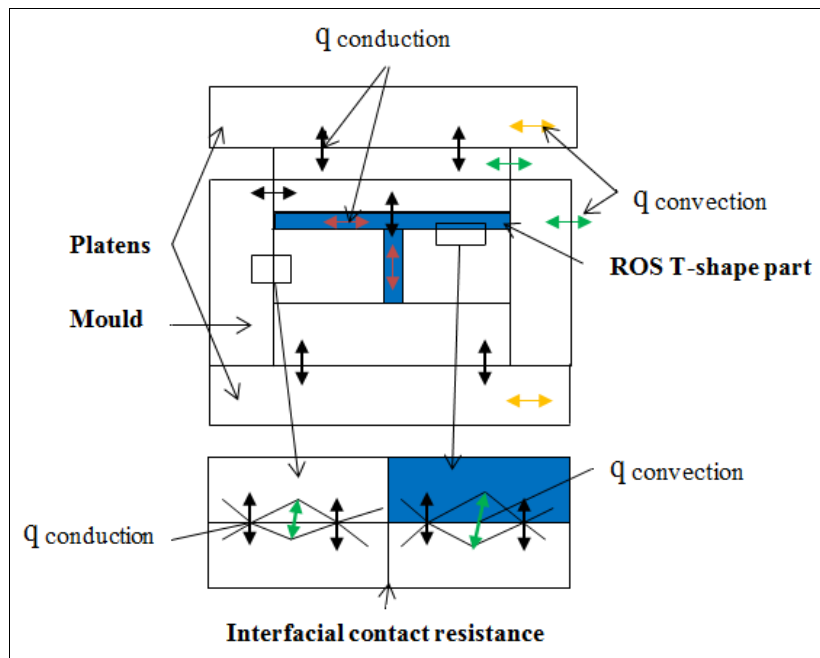 q conduction
q convection
Platens
ROS T-shape part
Mould
q convection
q conduction
Interfacial contact resistance